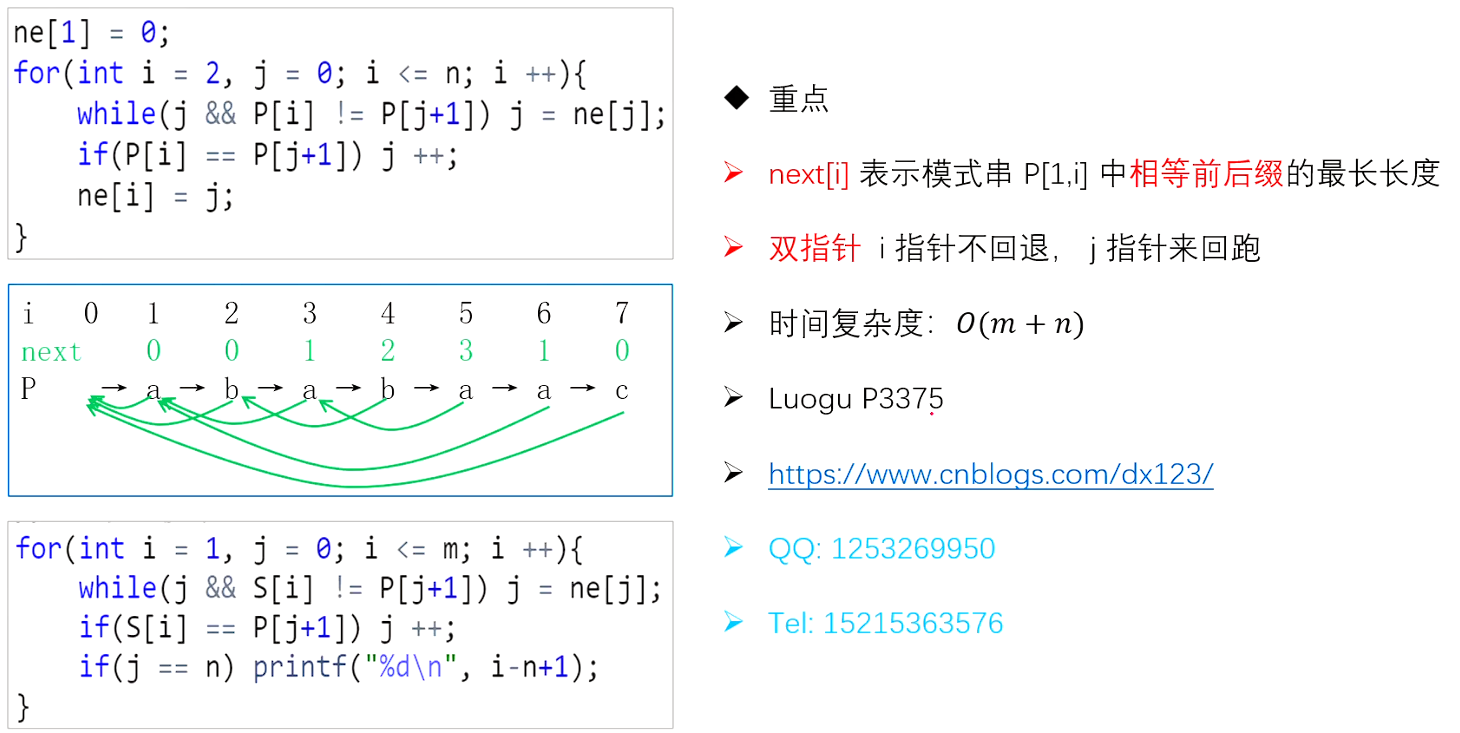 ne[1] = 0;
for(int i = 2, j = 0; i <= n; i ++){
    while(j && P[i] != P[j+1]) j = ne[j];
    if(P[i] == P[j+1]) j ++;
    ne[i] = j;
}
i 0 1 2 3 4 5 6 7
next 0 0 1 2 3 1 0
P → a → b → a → b → a → a → c
for(int i = 1, j = 0; i <= m; i ++){
    while(j && S[i] != P[j+1]) j = ne[j];
    if(S[i] == P[j+1]) j ++;
    if(j == n) printf("%d\n", i-n+1);
}
◆ 重点
➢ next[i] 表示模式串 P[1,i] 中相等前后缀的最长长度
➢ 双指针 i 指针不回退, j 指针来回跑
➢ 时间复杂度: O(m + n)
➢ Luogu P3375
➢ https://www.cnblogs.com/dx123/
➢ QQ: 1253269950
➢ Tel: 15215363576